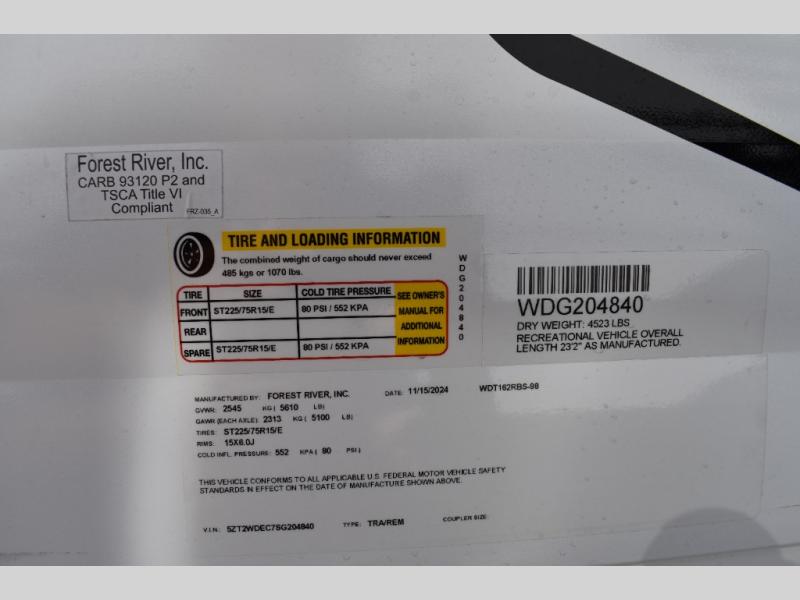 Forest River, Inc.
CARB 93120 P2 and
TSCA Title VI
Compliant
FRZ-035_A
TIRE AND LOADING INFORMATION
The combined weight of cargo should never exceed
485 kgs or 1070 lbs.
TIRE SIZE COLD TIRE PRESSURE SEE OWNER'S
FRONT ST225/75R15/E 80 PSI / 552 KPA MANUAL FOR
REAR ADDITIONAL
SPARE ST225/75R15/E 80 PSI / 552 KPA INFORMATION
WDG204840
WDG204840
DRY WEIGHT: 4523 LBS
RECREATIONAL VEHICLE OVERALL
LENGTH 23'2" AS MANUFACTURED.
MANUFACTURED BY: FOREST RIVER, INC. DATE: 11/15/2024 WDT162RBS-98
GVWR: 2545 KG ( 5610 LB)
GAWR (EACH AXLE): 2313 KG ( 5100 LB)
TIRES: ST225/75R15/E
RIMS: 15X6.0J
COLD INFL. PRESSURE: 552 KPA ( 80 PSI)
THIS VEHICLE CONFORMS TO ALL APPLICABLE U.S. FEDERAL MOTOR VEHICLE SAFETY
STANDARDS IN EFFECT ON THE DATE OF MANUFACTURE SHOWN ABOVE.
V.I.N.: 5ZT2WDEC7SG204840 TYPE: TRA/REM COUPLER SIZE: